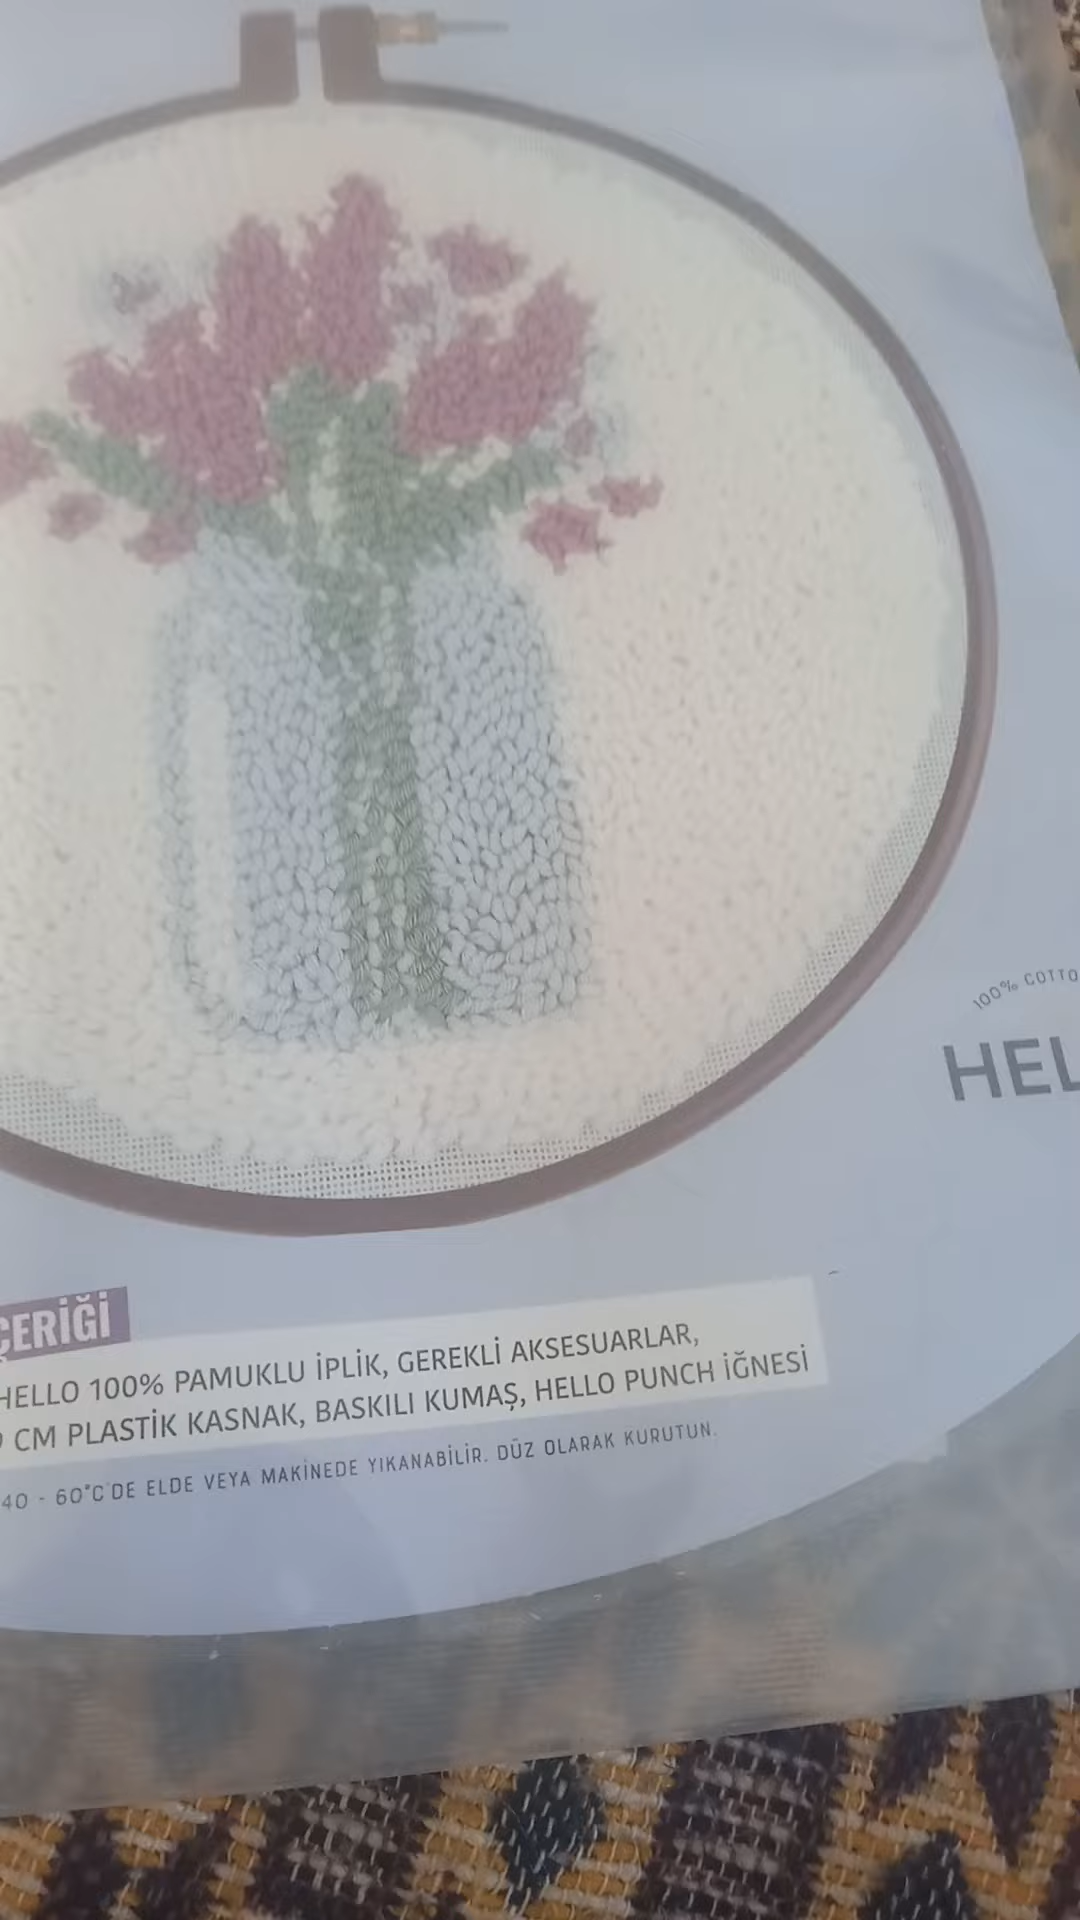 100% COTTO
HEL
ÇERİĞİ
HELLO 100% PAMUKLU İPLİK, GEREKLİ AKSESUARLAR,
CM PLASTİK KASNAK, BASKILI KUMAŞ, HELLO PUNCH İĞNESİ
40 - 60°C'DE ELDE VEYA MAKİNEDE YIKANABİLİR. DÜZ OLARAK KURUTUN.